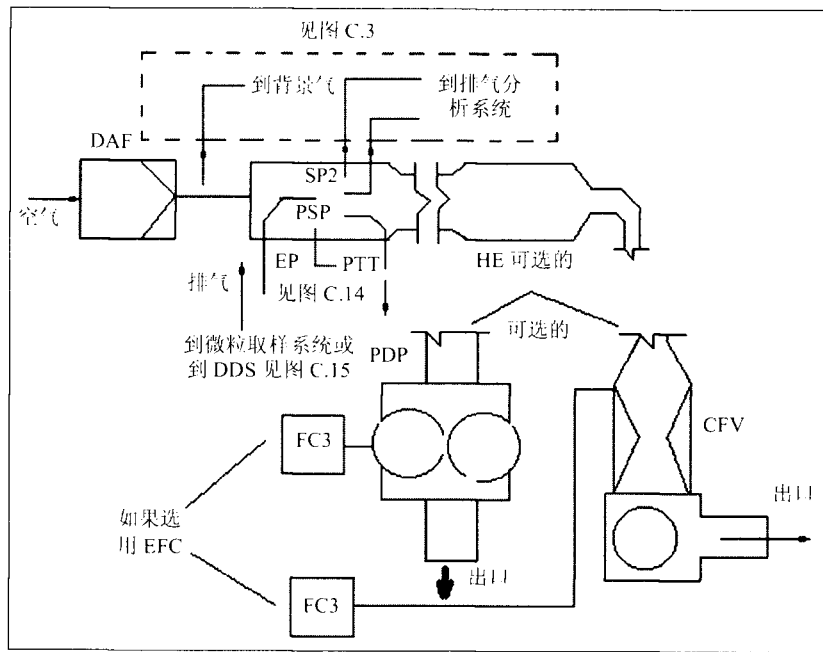 见图 C.3
到背景气
到排气分
析系统
DAF
SP2
空气
PSP
EP
PTT
HE 可选的
排气
见图 C.14
可选的
到微粒取样系统或
到 DDS 见图 C.15
PDP
FC3
CFV
出口
如果选
用 EFC
出口
FC3